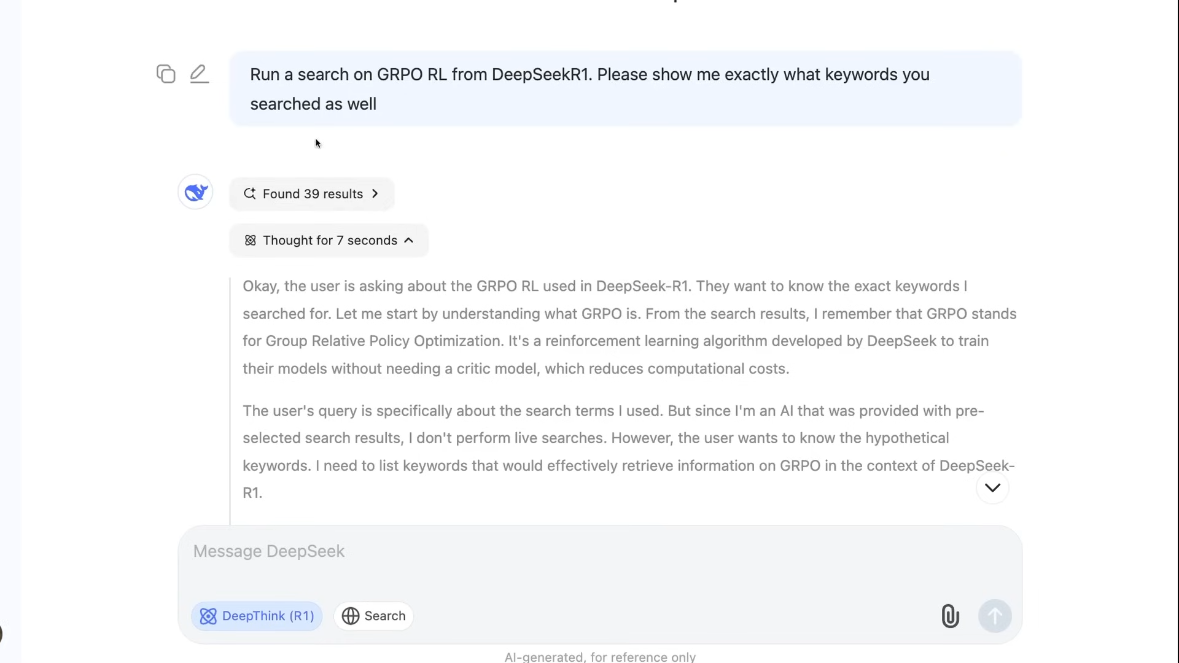 Run a search on GRPO RL from DeepSeekR1. Please show me exactly what keywords you
searched as well
Found 39 results
Thought for 7 seconds
Okay, the user is asking about the GRPO RL used in DeepSeek-R1. They want to know the exact keywords I
searched for. Let me start by understanding what GRPO is. From the search results, I remember that GRPO stands
for Group Relative Policy Optimization. It's a reinforcement learning algorithm developed by DeepSeek to train
their models without needing a critic model, which reduces computational costs.
The user's query is specifically about the search terms I used. But since I'm an AI that was provided with pre-
selected search results, I don't perform live searches. However, the user wants to know the hypothetical
keywords. I need to list keywords that would effectively retrieve information on GRPO in the context of DeepSeek-
R1.
Message DeepSeek
DeepThink (R1)
Search
AI-generated, for reference only